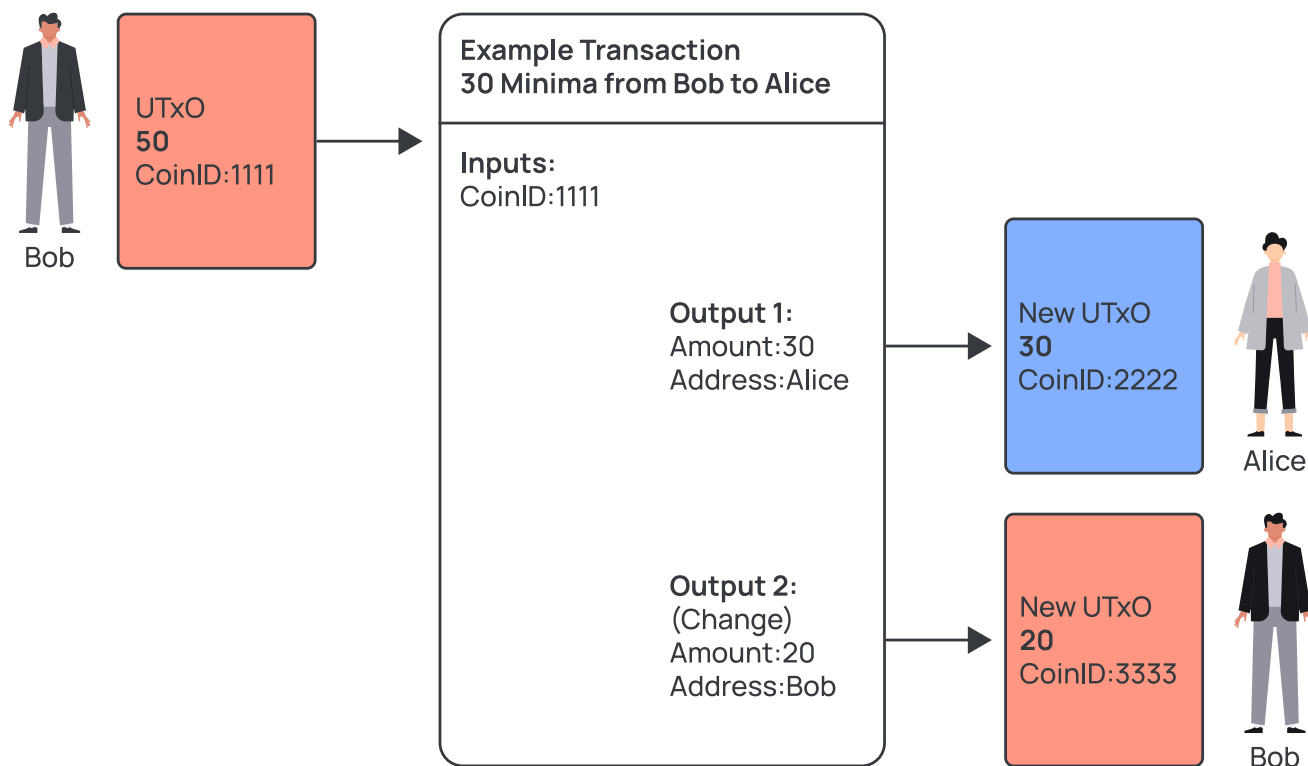 Bob
UTxO
50
CoinID:1111
Example Transaction
30 Minima from Bob to Alice
Inputs:
CoinID:1111
Output 1:
Amount:30
Address:Alice
New UTxO
30
CoinID:2222
Alice
Output 2:
(Change)
Amount:20
Address:Bob
New UTxO
20
CoinID:3333
Bob